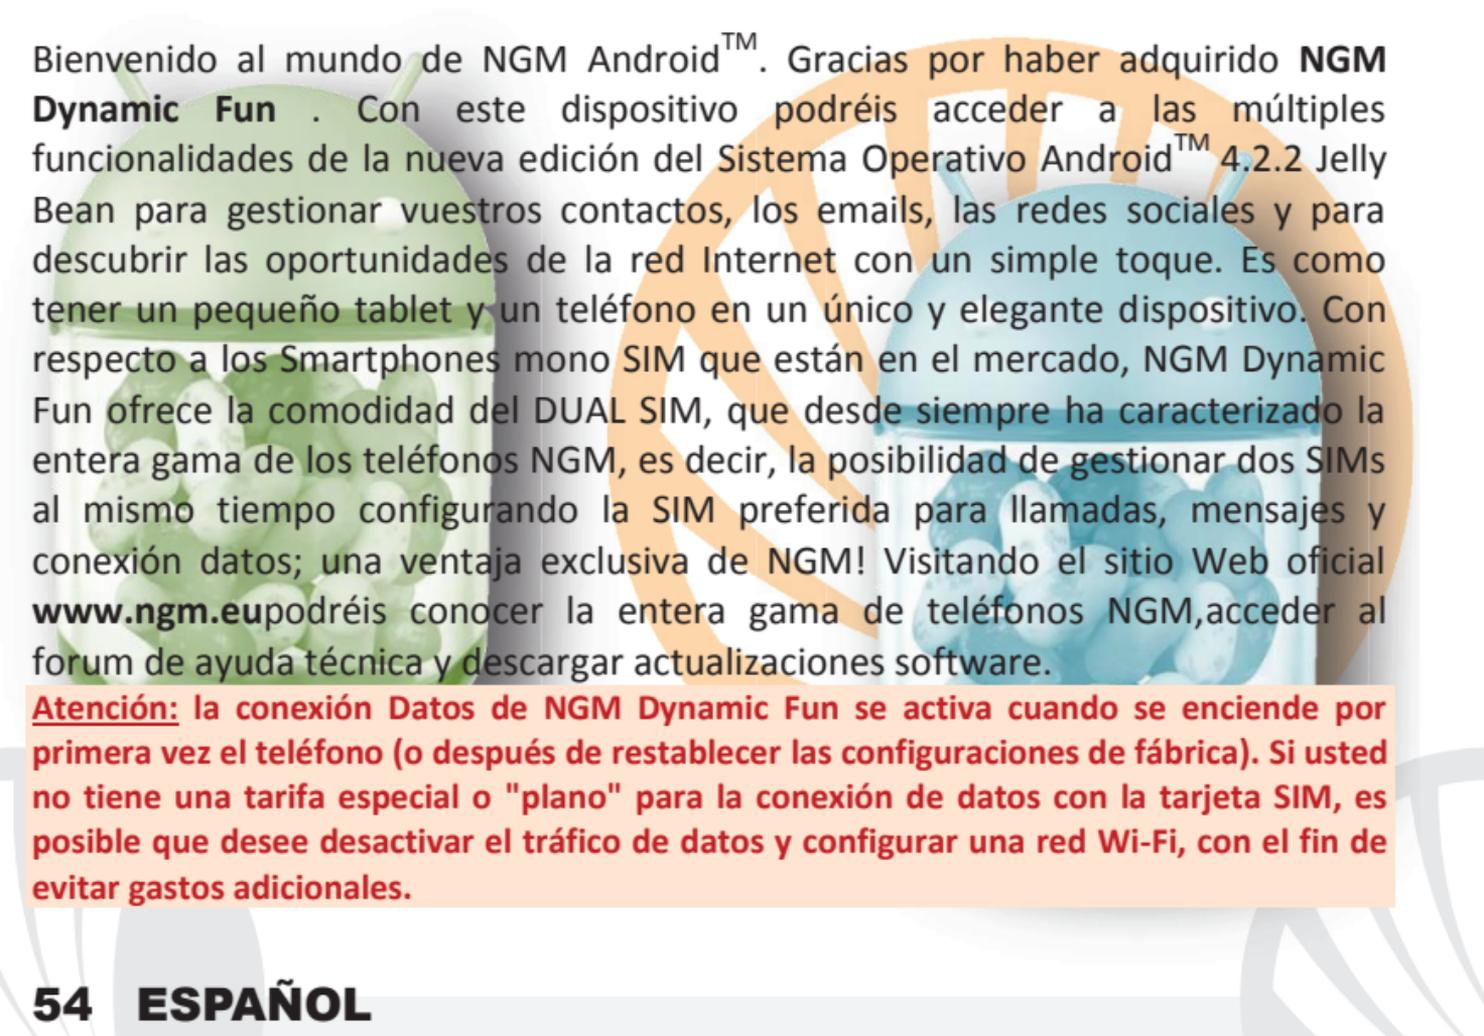 Bienvenido al mundo de NGM Android™. Gracias por haber adquirido NGM
Dynamic Fun . Con este dispositivo podréis acceder a las múltiples
funcionalidades de la nueva edición del Sistema Operativo Android™ 4.2.2 Jelly
Bean para gestionar vuestros contactos, los emails, las redes sociales y para
descubrir las oportunidades de la red Internet con un simple toque. Es como
tener un pequeño tablet y un teléfono en un único y elegante dispositivo. Con
respecto a los Smartphones mono SIM que están en el mercado, NGM Dynamic
Fun ofrece la comodidad del DUAL SIM, que desde siempre ha caracterizado la
entera gama de los teléfonos NGM, es decir, la posibilidad de gestionar dos SIMs
al mismo tiempo configurando la SIM preferida para llamadas, mensajes y
conexión datos; una ventaja exclusiva de NGM! Visitando el sitio Web oficial
www.ngm.eupodréis conocer la entera gama de teléfonos NGM,acceder al
forum de ayuda técnica y descargar actualizaciones software.
Atención: la conexión Datos de NGM Dynamic Fun se activa cuando se enciende por
primera vez el teléfono (o después de restablecer las configuraciones de fábrica). Si usted
no tiene una tarifa especial o "plano" para la conexión de datos con la tarjeta SIM, es
posible que desee desactivar el tráfico de datos y configurar una red Wi-Fi, con el fin de
evitar gastos adicionales.
54 ESPAÑOL